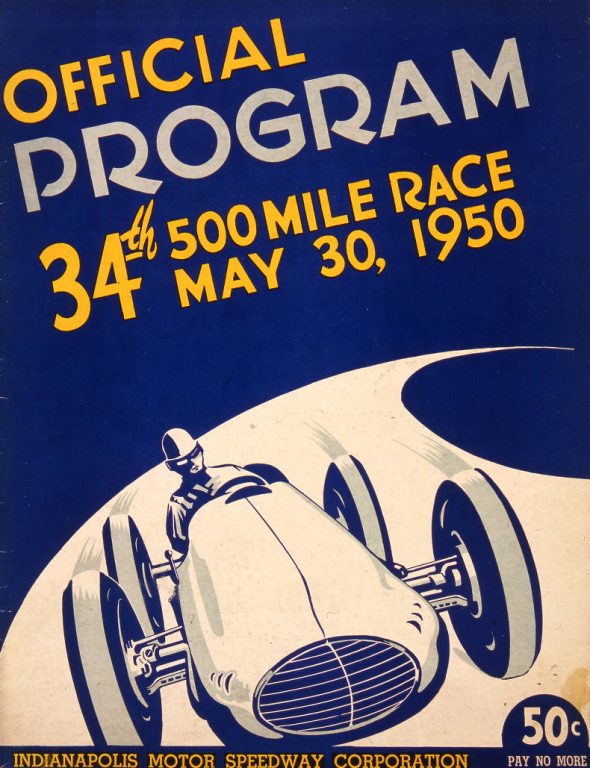 OFFICIAL
PROGRAM
34th 500 MILE RACE
MAY 30, 1950
50c
INDIANAPOLIS MOTOR SPEEDWAY CORPORATION
PAY NO MORE